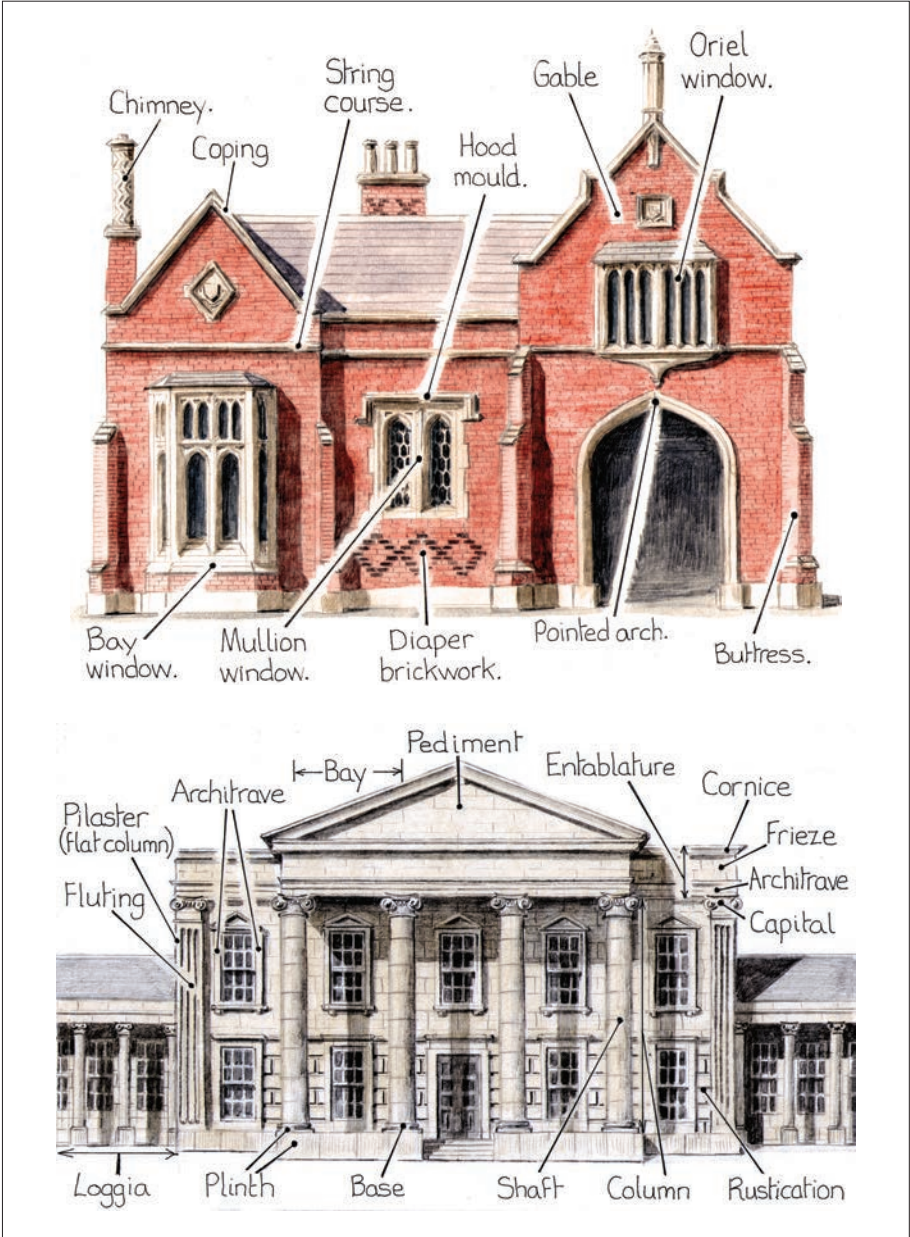 Oriel
window.
Gable
String
course.
Chimney.
Coping
Hood
mould.
Bay
window.
Mullion
window.
Diaper
brickwork.
Pointed arch.
Buttress.
Pediment
Bay
Entablature
Architrave
Cornice
Pilaster
(flat column)
Frieze
Fluting
Architrave
Capital
Loggia
Plinth
Base
Shaft
Column
Rustication